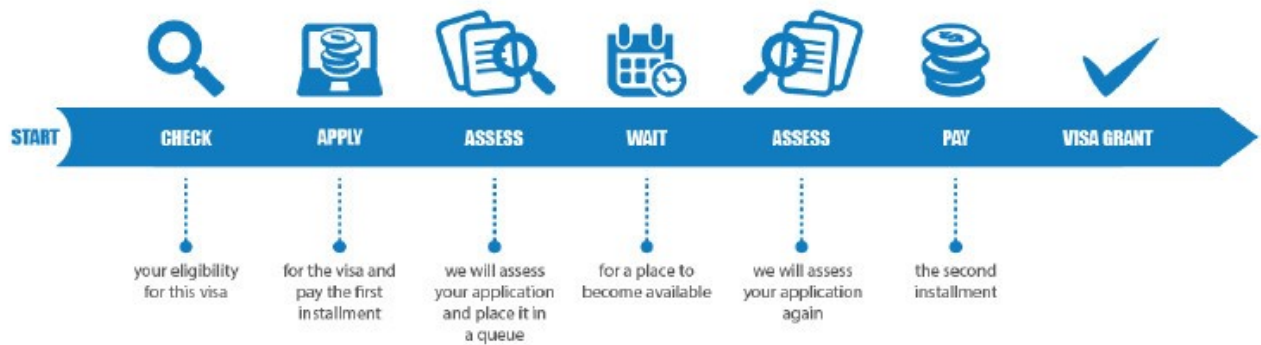 START
CHECK
APPLY
ASSESS
WAIT
ASSESS
PAY
VISA GRANT
your eligibility
for this visa
for the visa and
pay the first
installment
we will assess
your application
and place it in
a queue
for a place to
become available
we will assess
your application
again
the second
installment